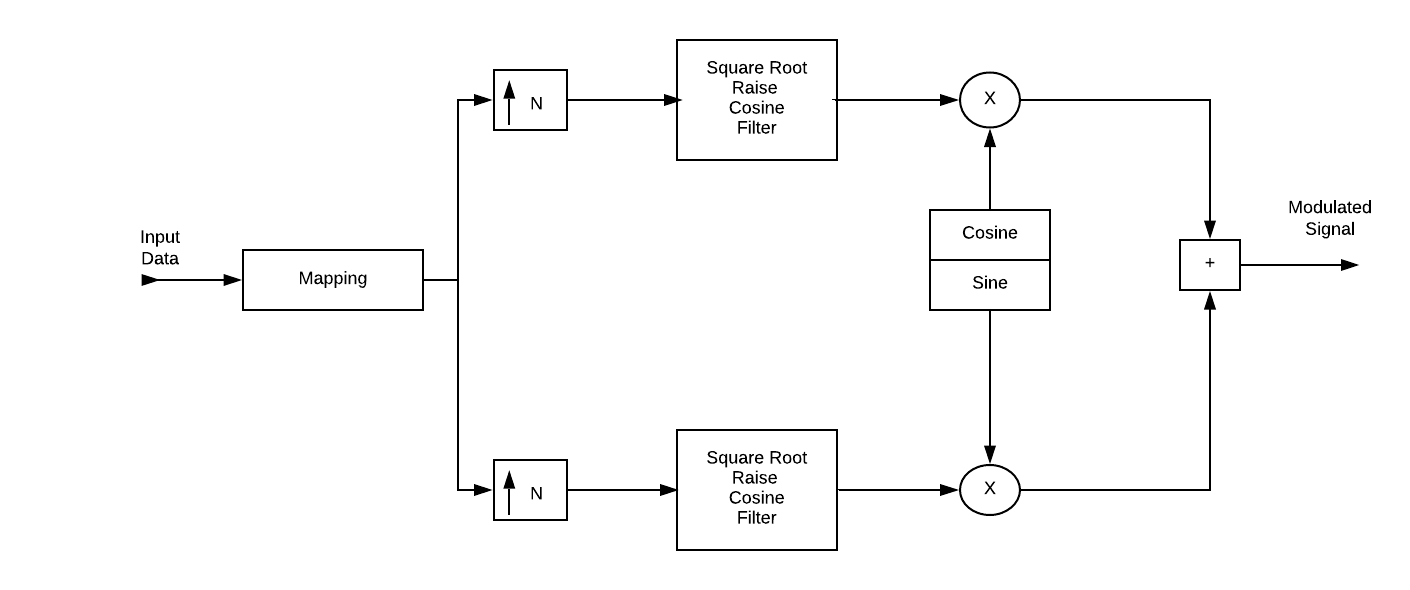 Input
Data
Mapping
N
Square Root
Raise
Cosine
Filter
X
Cosine
Sine
N
Square Root
Raise
Cosine
Filter
X
+
Modulated
Signal